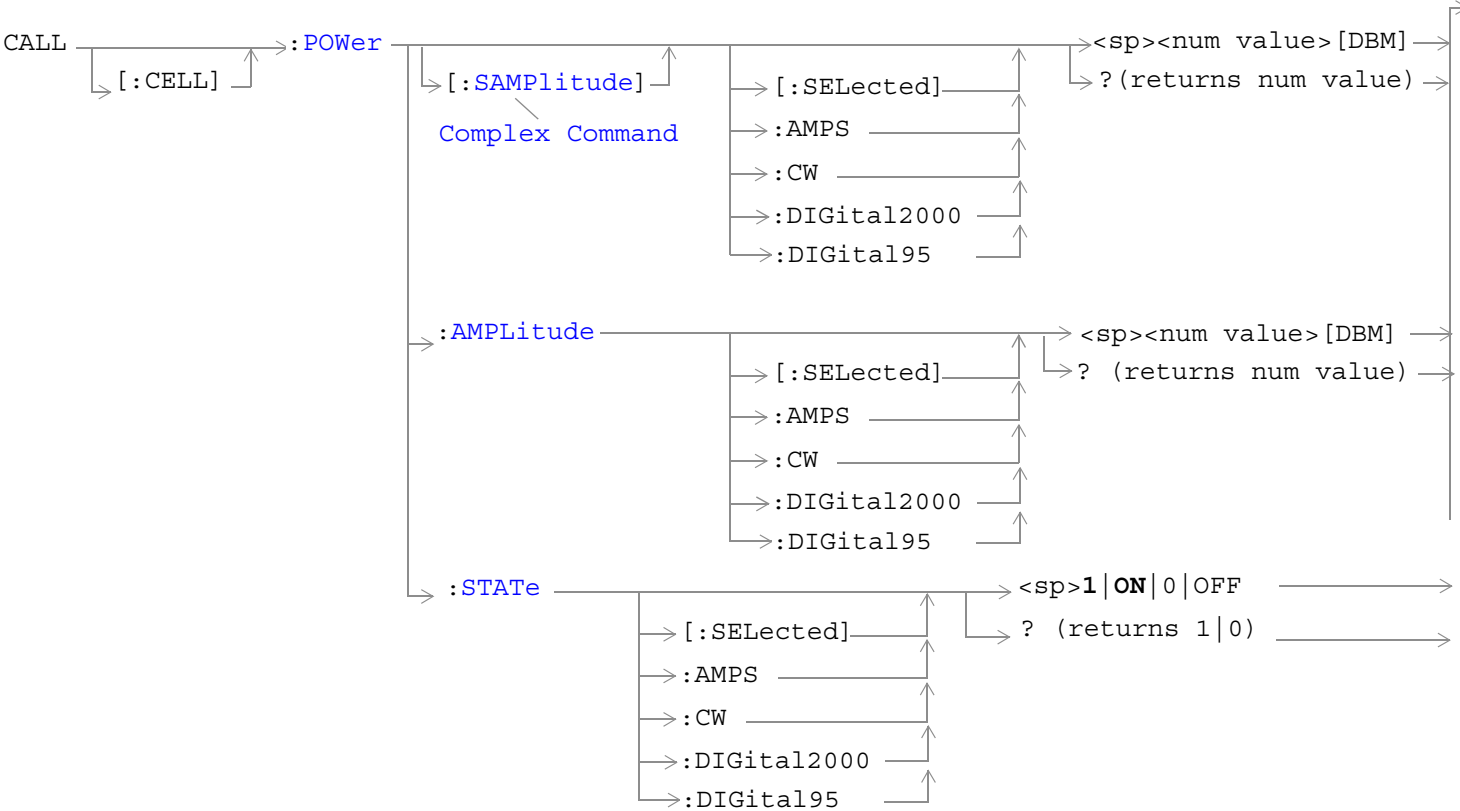 CALL :POWer <sp><num value>[DBM]
[:CELL] [:SAMPlitude] [:SELected] ?(returns num value)
Complex Command :AMPS
:CW
:DIGital2000
:DIGital95
:AMPLitude <sp><num value>[DBM]
[:SELected] ? (returns num value)
:AMPS
:CW
:DIGital2000
:DIGital95
:STATe <sp>1|ON|0|OFF
[:SELected] ? (returns 1|0)
:AMPS
:CW
:DIGital2000
:DIGital95